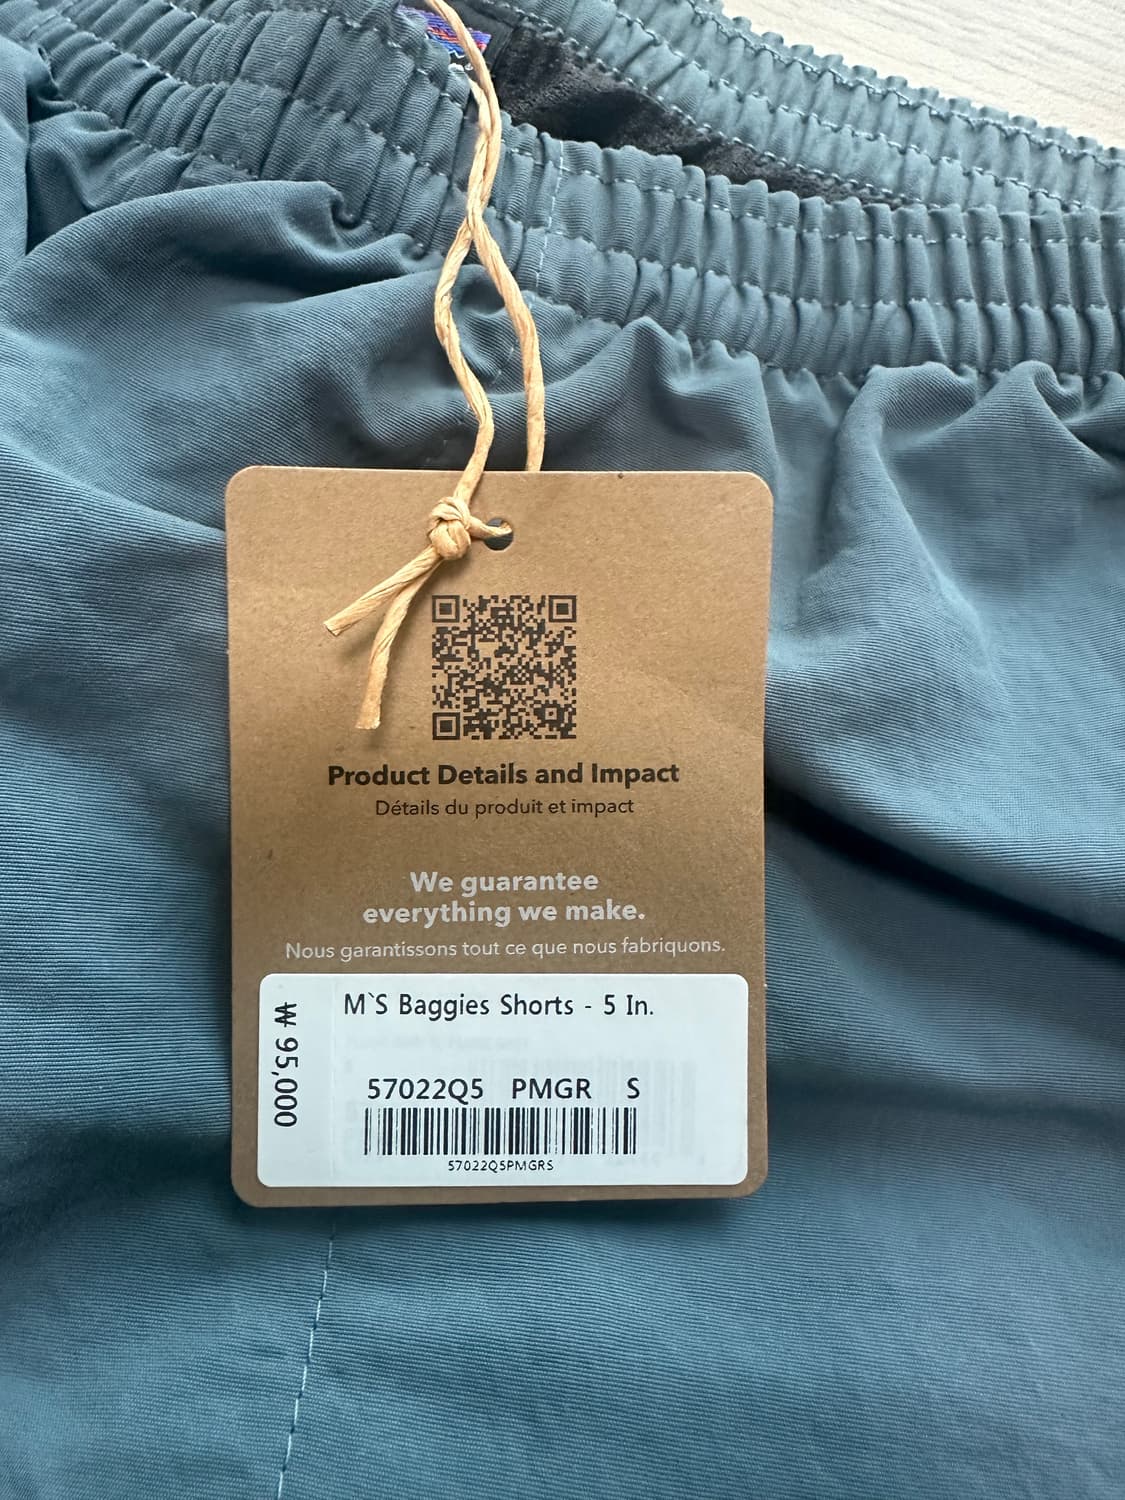 Product Details and Impact
Détails du produit et impact
We guarantee
everything we make.
Nous garantissons tout ce que nous fabriquons.
M`S Baggies Shorts - 5 In.
₩ 95,000
57022Q5 PMGR S
57022Q5PMGRS